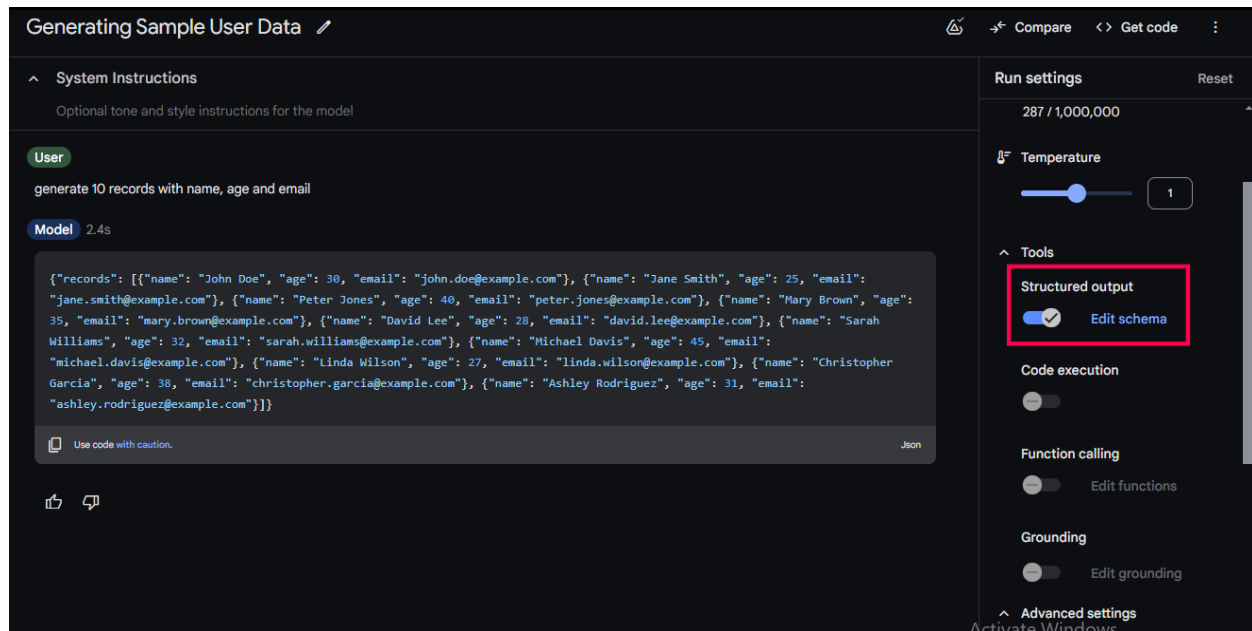 Generating Sample User Data
Compare
Get code
System Instructions
Optional tone and style instructions for the model
User
generate 10 records with name, age and email
Model 2.4s
{"records": [{"name": "John Doe", "age": 30, "email": "john.doe@example.com"}, {"name": "Jane Smith", "age": 25, "email":
"jane.smith@example.com"}, {"name": "Peter Jones", "age": 40, "email": "peter.jones@example.com"}, {"name": "Mary Brown", "age":
35, "email": "mary.brown@example.com"}, {"name": "David Lee", "age": 28, "email": "david.lee@example.com"}, {"name": "Sarah
Williams", "age": 32, "email": "sarah.williams@example.com"}, {"name": "Michael Davis", "age": 45, "email":
"michael.davis@example.com"}, {"name": "Linda Wilson", "age": 27, "email": "linda.wilson@example.com"}, {"name": "Christopher
Garcia", "age": 38, "email": "christopher.garcia@example.com"}, {"name": "Ashley Rodriguez", "age": 31, "email":
"ashley.rodriguez@example.com"}]}
Use code with caution.
Json
Run settings
Reset
287 / 1,000,000
Temperature
1
Tools
Structured output
Edit schema
Code execution
Function calling
Edit functions
Grounding
Edit grounding
Advanced settings
Activate Windows